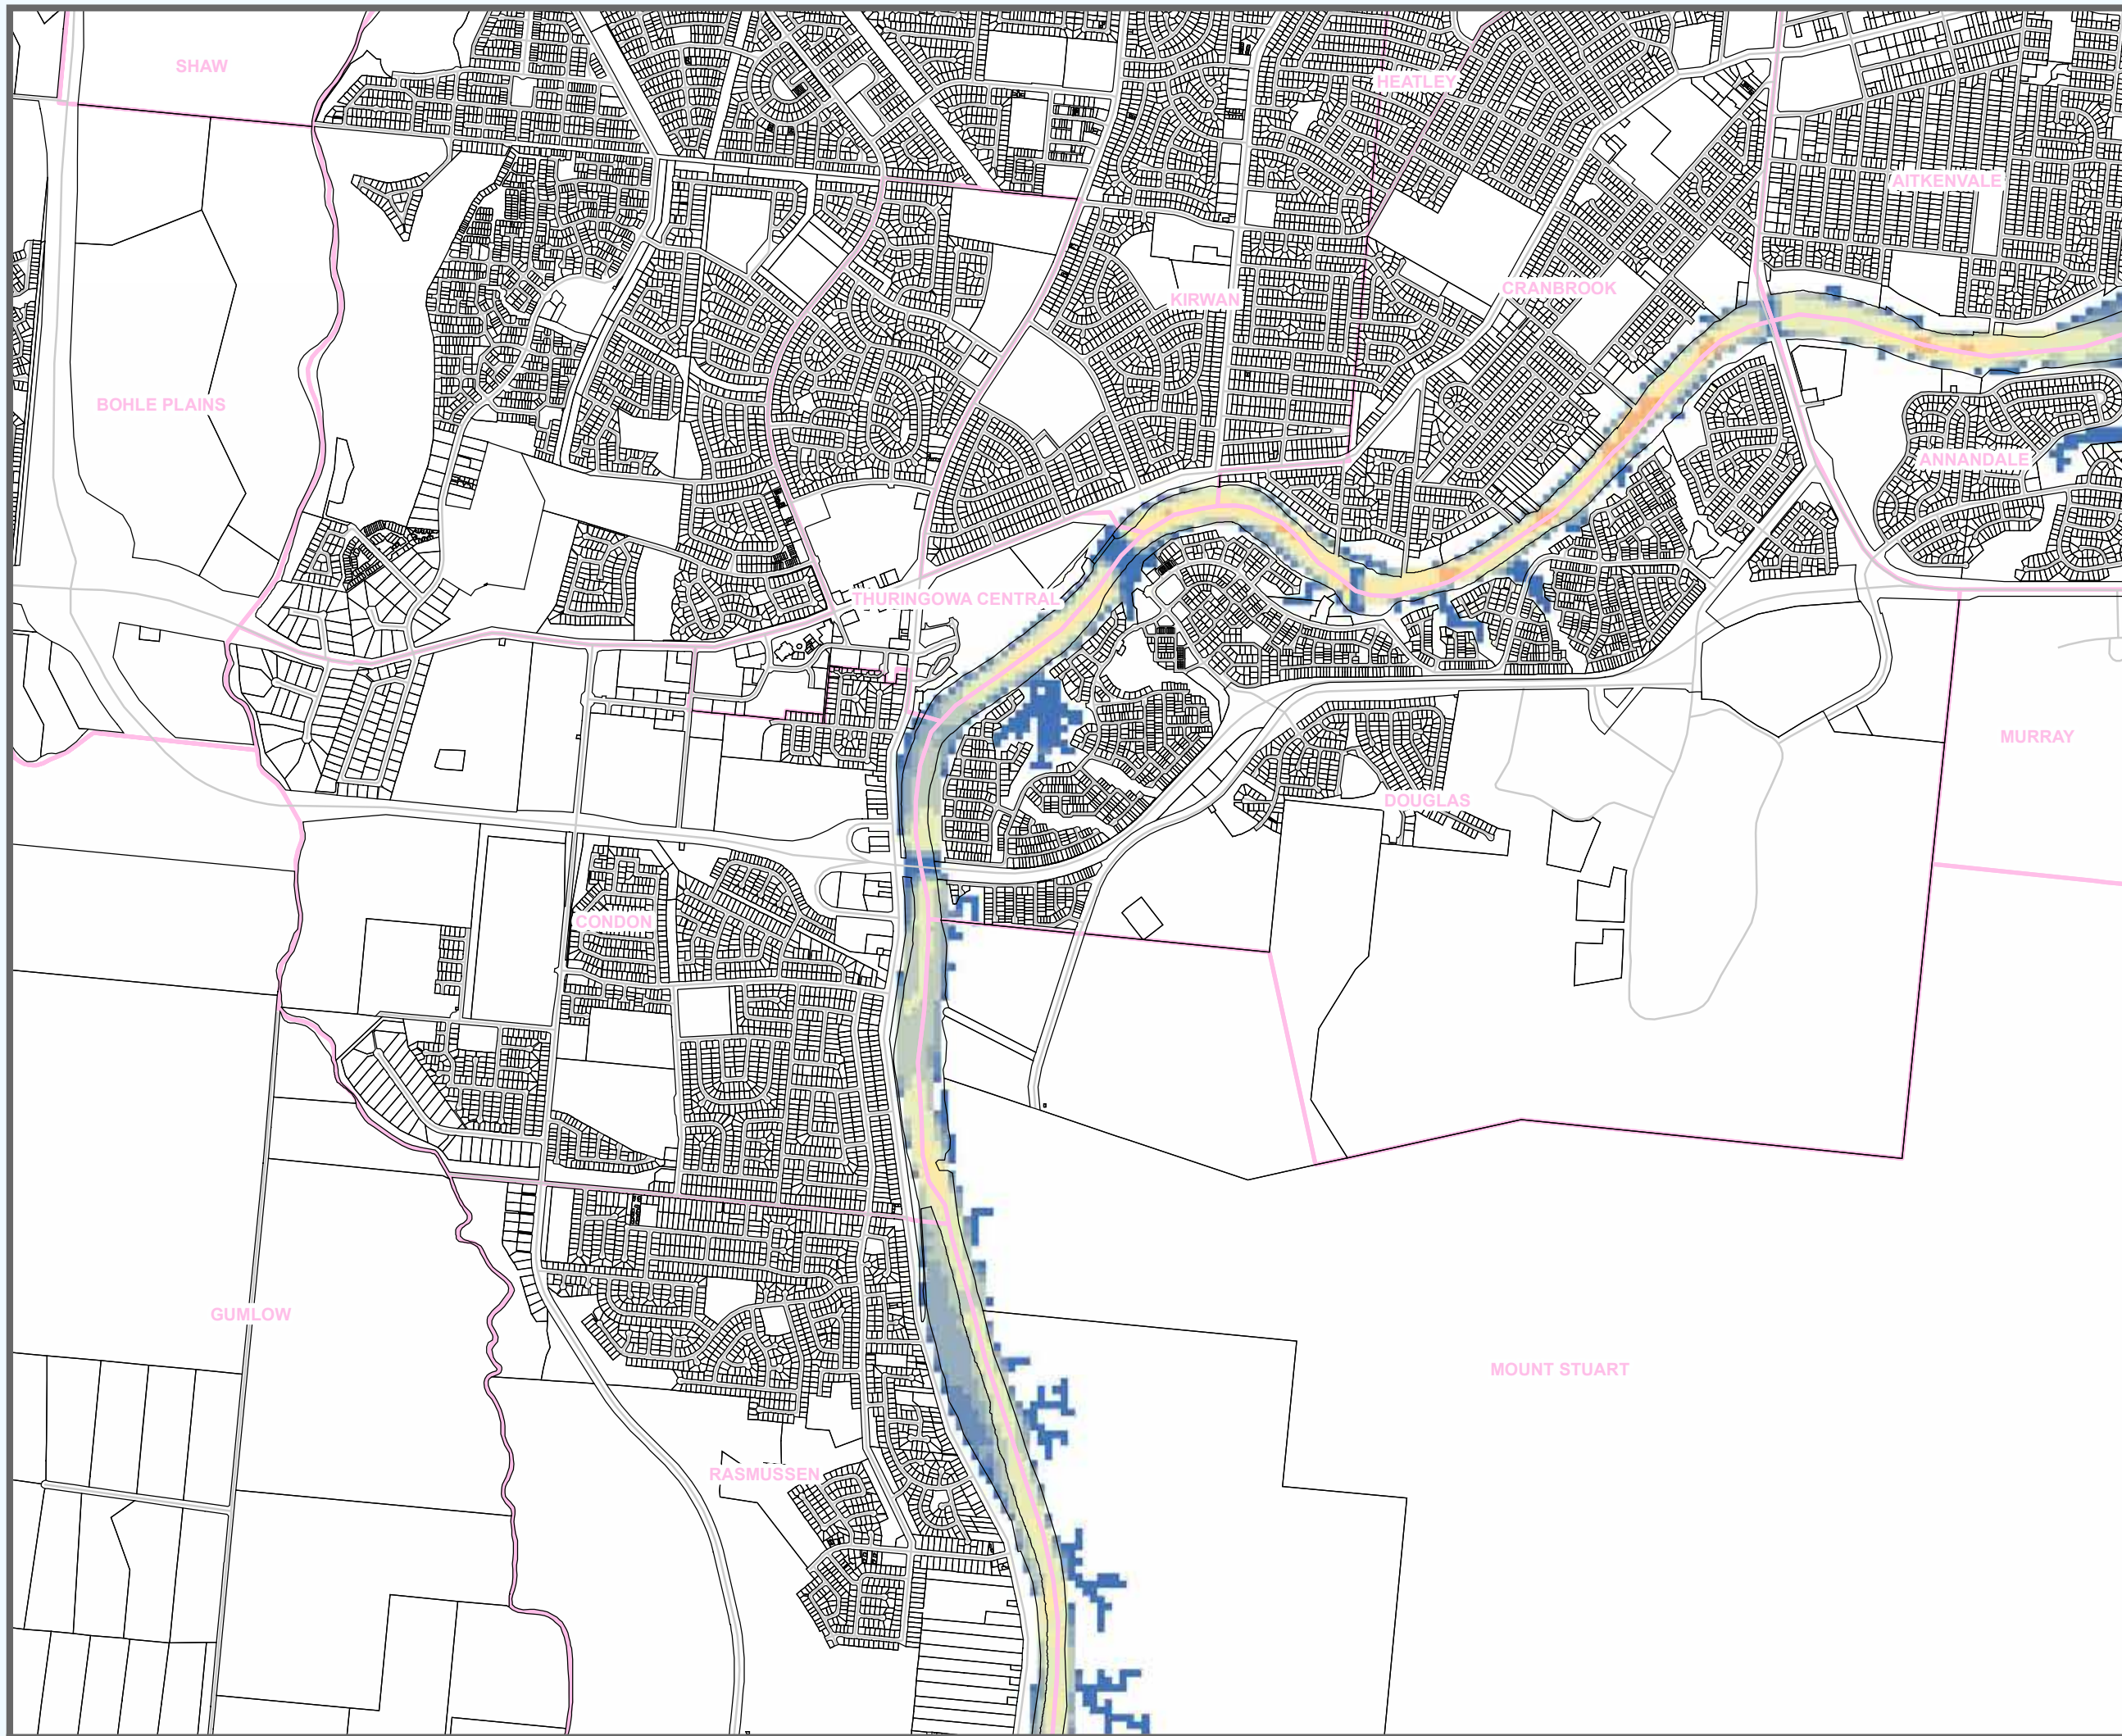 SHAW
HEATLEY
AITKENVALE
CRANBROOK
KIRWAN
BOHLE PLAINS
ANNANDALE
THURINGOWA CENTRAL
MURRAY
DOUGLAS
CONDON
GUMLOW
MOUNT STUART
RASMUSSEN